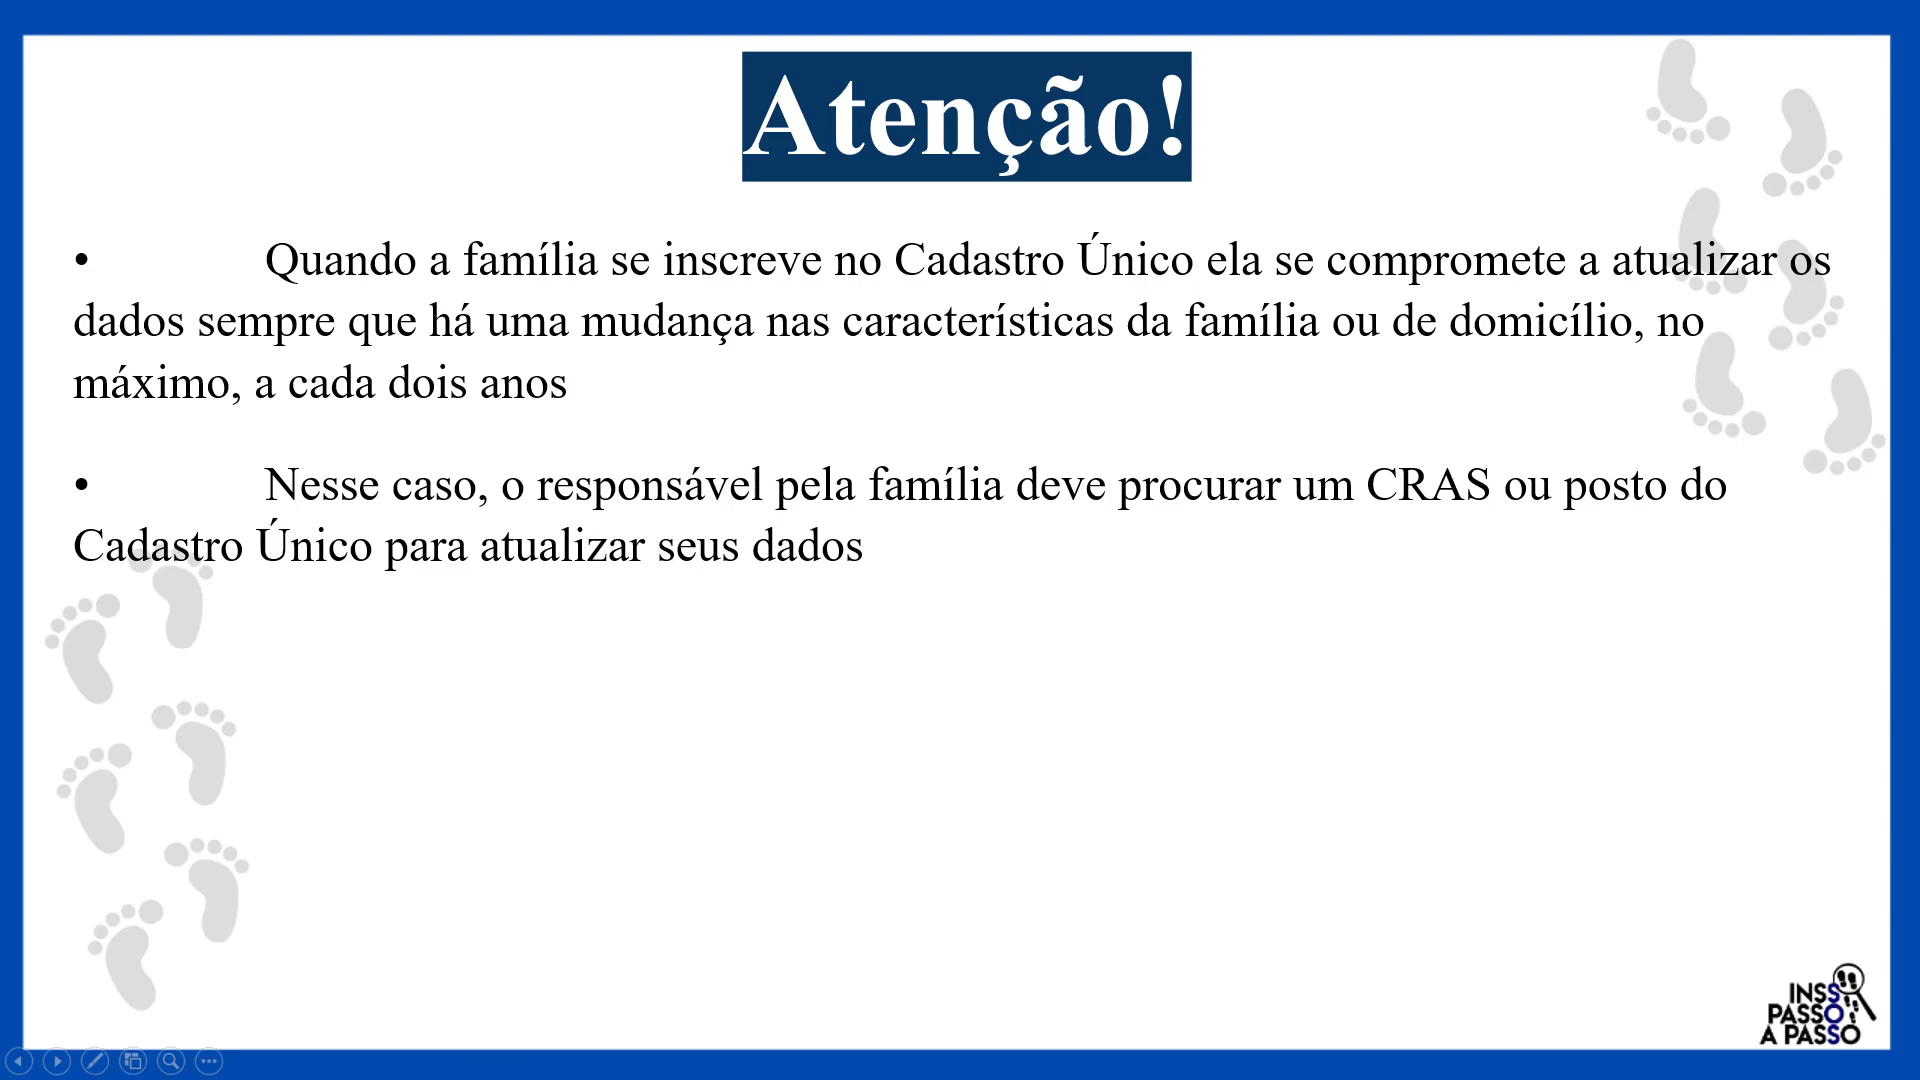 Atenção!
• Quando a família se inscreve no Cadastro Único ela se compromete a atualizar os
dados sempre que há uma mudança nas características da família ou de domicílio, no
máximo, a cada dois anos
• Nesse caso, o responsável pela família deve procurar um CRAS ou posto do
Cadastro Único para atualizar seus dados
INSS
PASSO
A PASSO